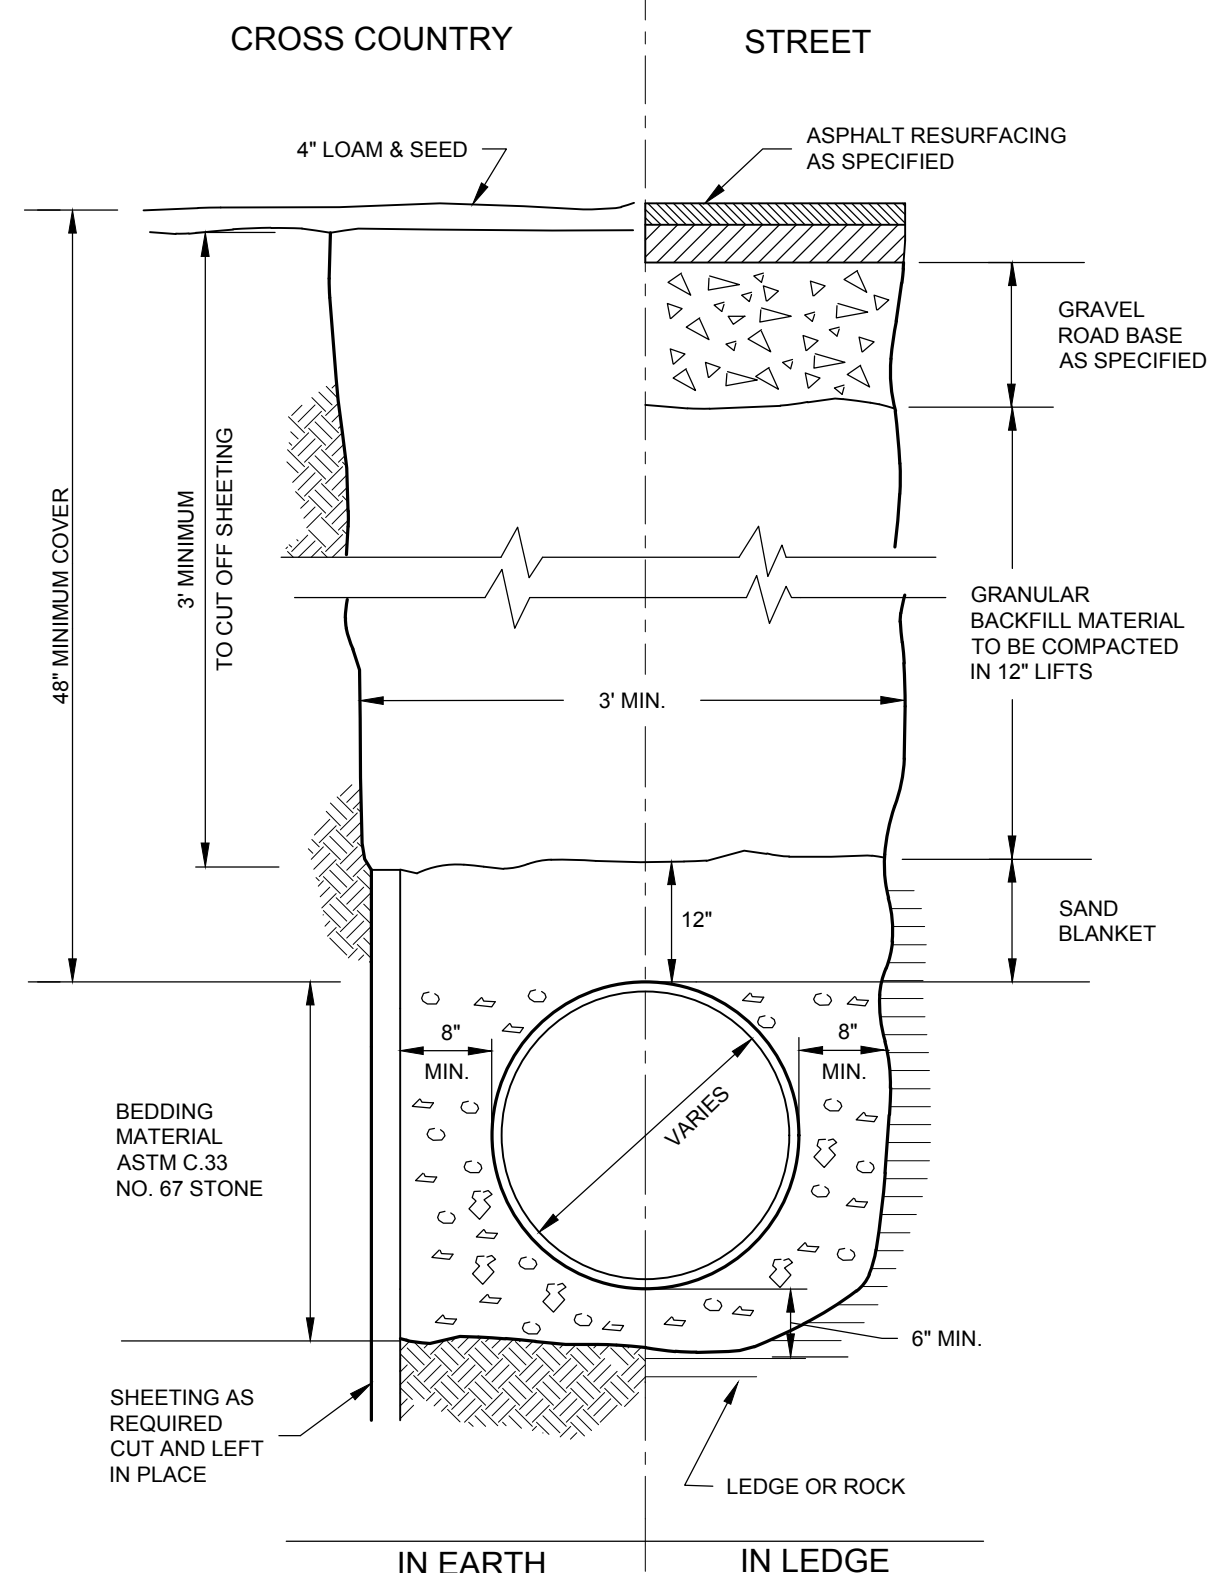 CROSS COUNTRY
STREET
4" LOAM & SEED
ASPHALT RESURFACING
AS SPECIFIED
GRAVEL
ROAD BASE
AS SPECIFIED
48" MINIMUM COVER
3' MINIMUM
TO CUT OFF SHEETING
GRANULAR
BACKFILL MATERIAL
TO BE COMPACTED
IN 12" LIFTS
3' MIN.
12"
SAND
BLANKET
8"
MIN.
8"
MIN.
VARIES
BEDDING
MATERIAL
ASTM C.33
NO. 67 STONE
6" MIN.
SHEETING AS
REQUIRED
CUT AND LEFT
IN PLACE
LEDGE OR ROCK
IN EARTH
IN LEDGE